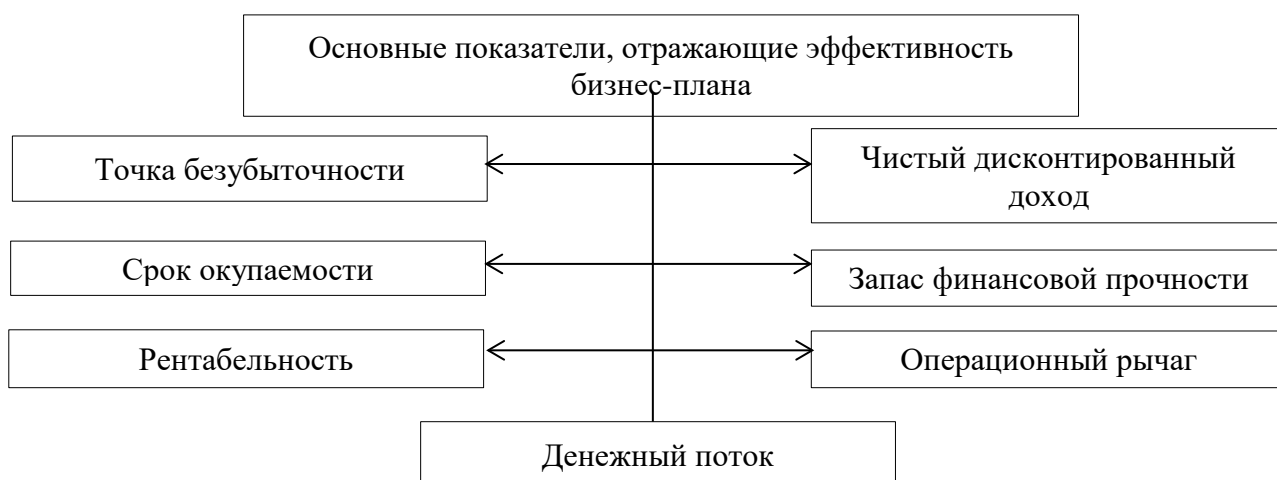 Основные показатели, отражающие эффективность
бизнес-плана
Точка безубыточности
Чистый дисконтированный
доход
Срок окупаемости
Запас финансовой прочности
Рентабельность
Операционный рычаг
Денежный поток